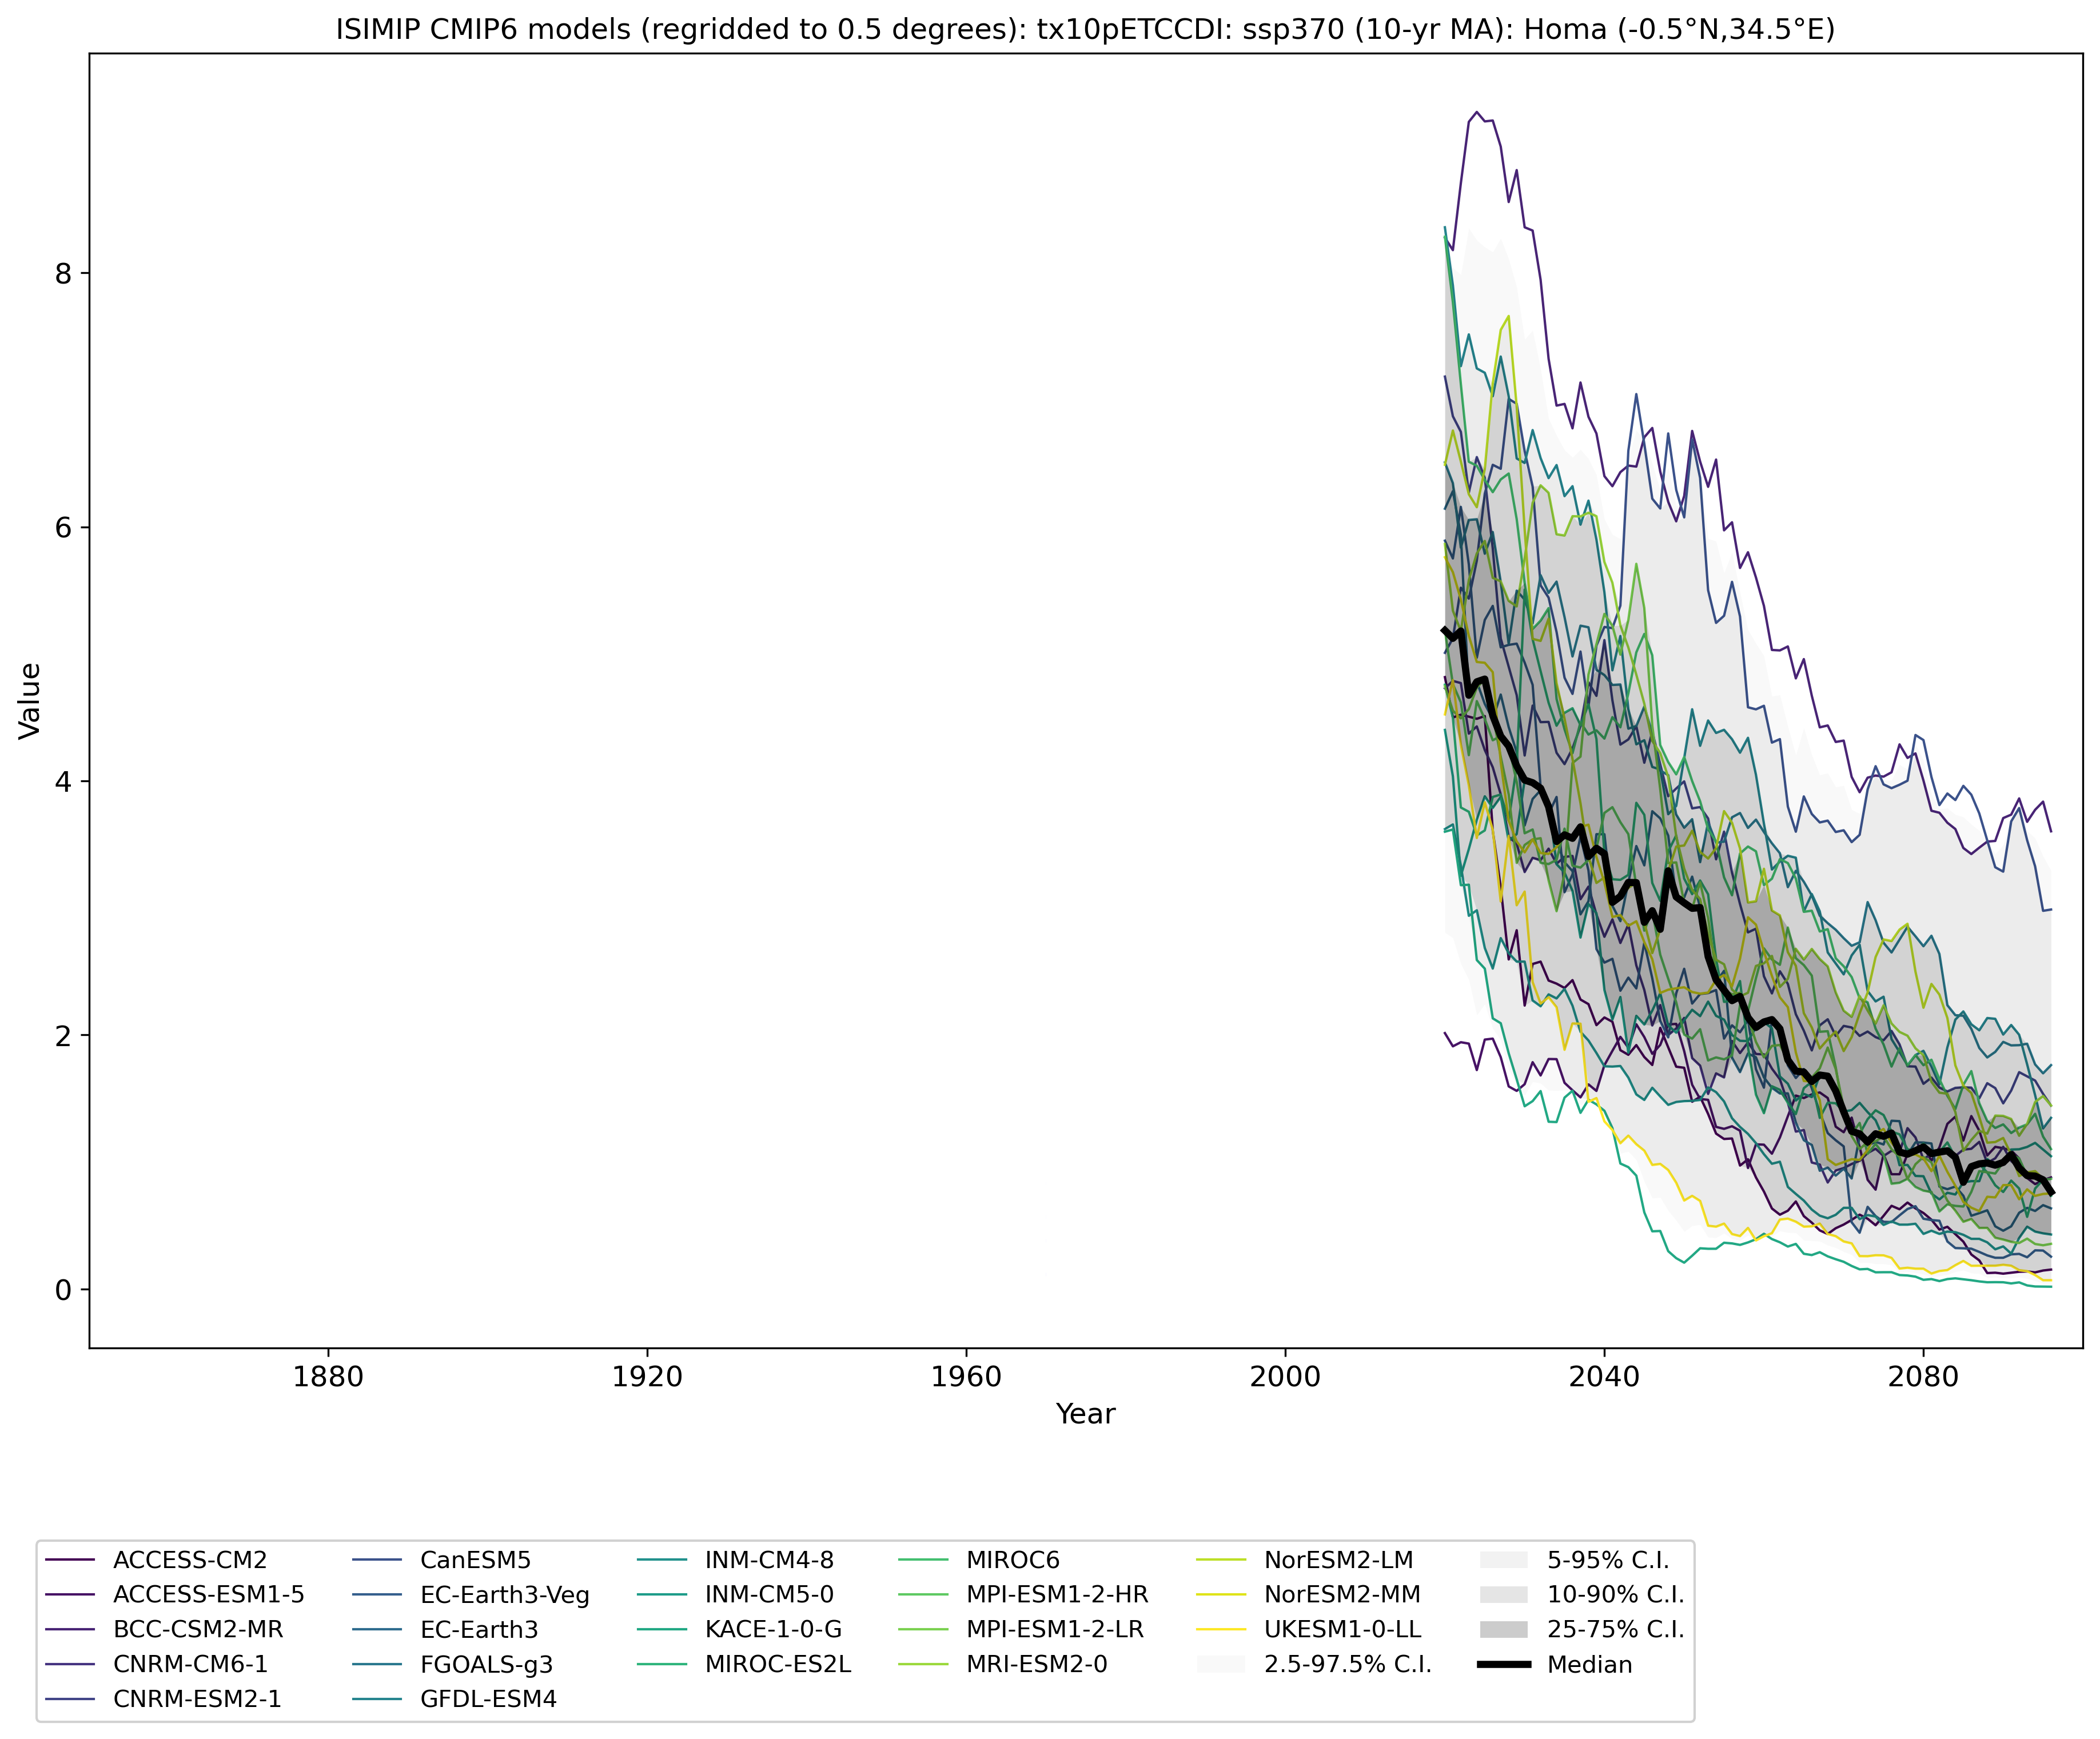 ISIMIP CMIP6 models (regridded to 0.5 degrees): tx10pETCCDI: ssp370 (10-yr MA): Homa (-0.5°N,34.5°E)
Value
8
6
4
2
0
1880 1920 1960 2000 2040 2080
Year
ACCESS-CM2
ACCESS-ESM1-5
BCC-CSM2-MR
CNRM-CM6-1
CNRM-ESM2-1
CanESM5
EC-Earth3-Veg
EC-Earth3
FGOALS-g3
GFDL-ESM4
INM-CM4-8
INM-CM5-0
KACE-1-0-G
MIROC-ES2L
MIROC6
MPI-ESM1-2-HR
MPI-ESM1-2-LR
MRI-ESM2-0
NorESM2-LM
NorESM2-MM
UKESM1-0-LL
2.5-97.5% C.I.
5-95% C.I.
10-90% C.I.
25-75% C.I.
Median